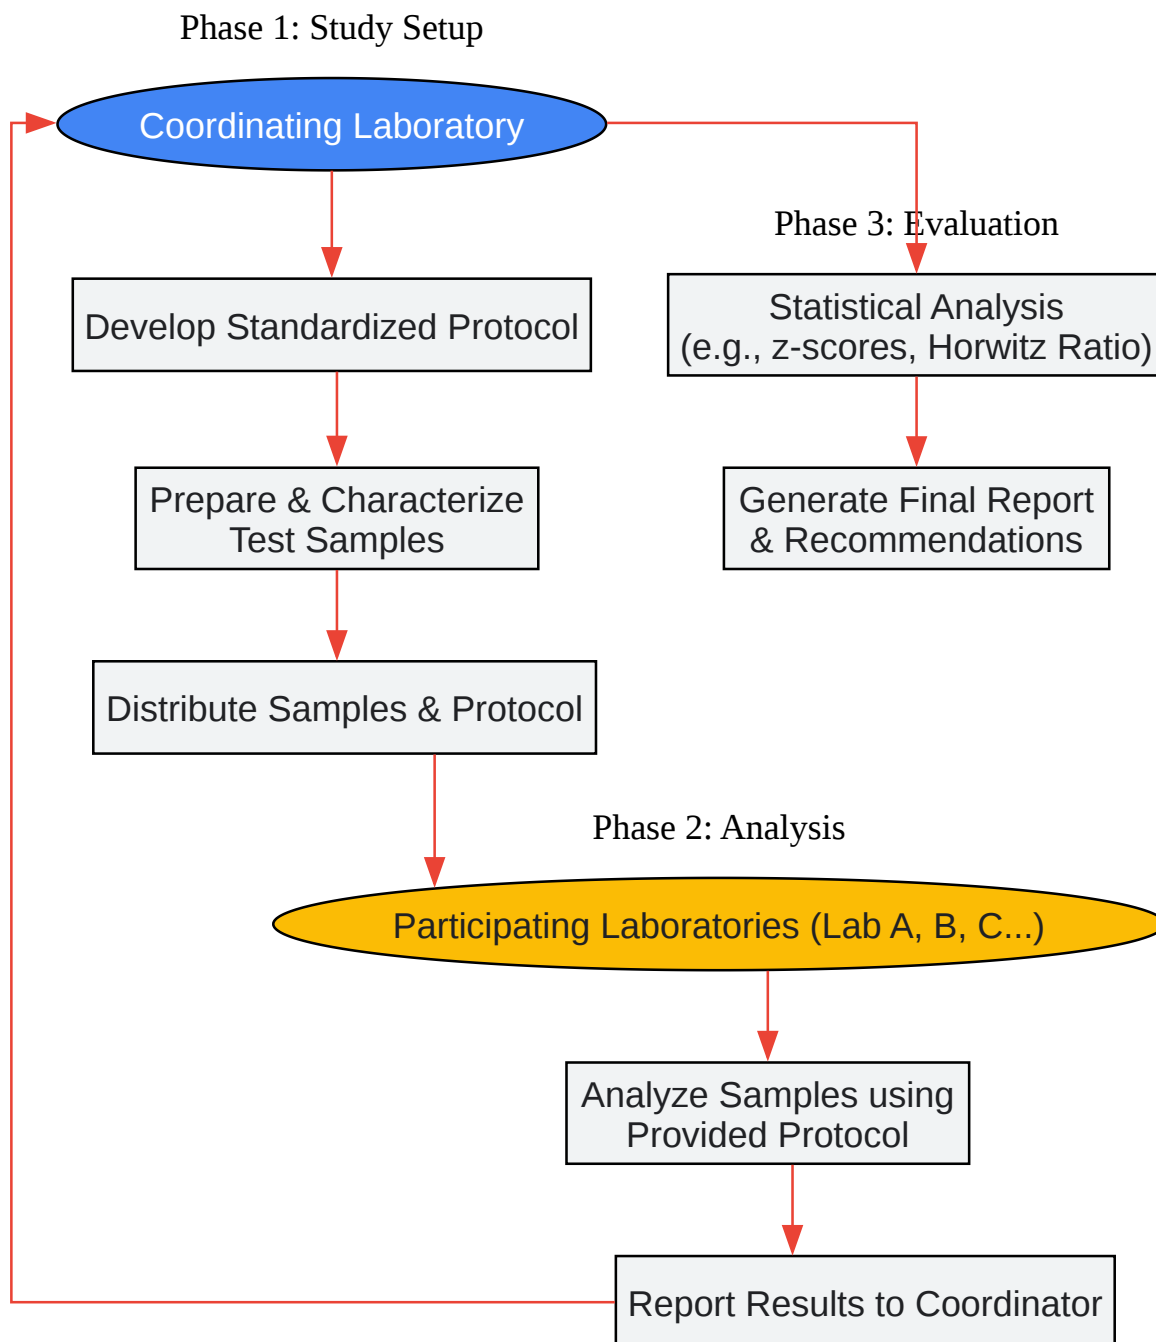 Phase 1: Study Setup
Coordinating Laboratory
Develop Standardized Protocol
Prepare & Characterize
Test Samples
Distribute Samples & Protocol
Phase 2: Analysis
Participating Laboratories (Lab A, B, C...)
Analyze Samples using
Provided Protocol
Report Results to Coordinator
Phase 3: Evaluation
Statistical Analysis
(e.g., z-scores, Horwitz Ratio)
Generate Final Report
& Recommendations